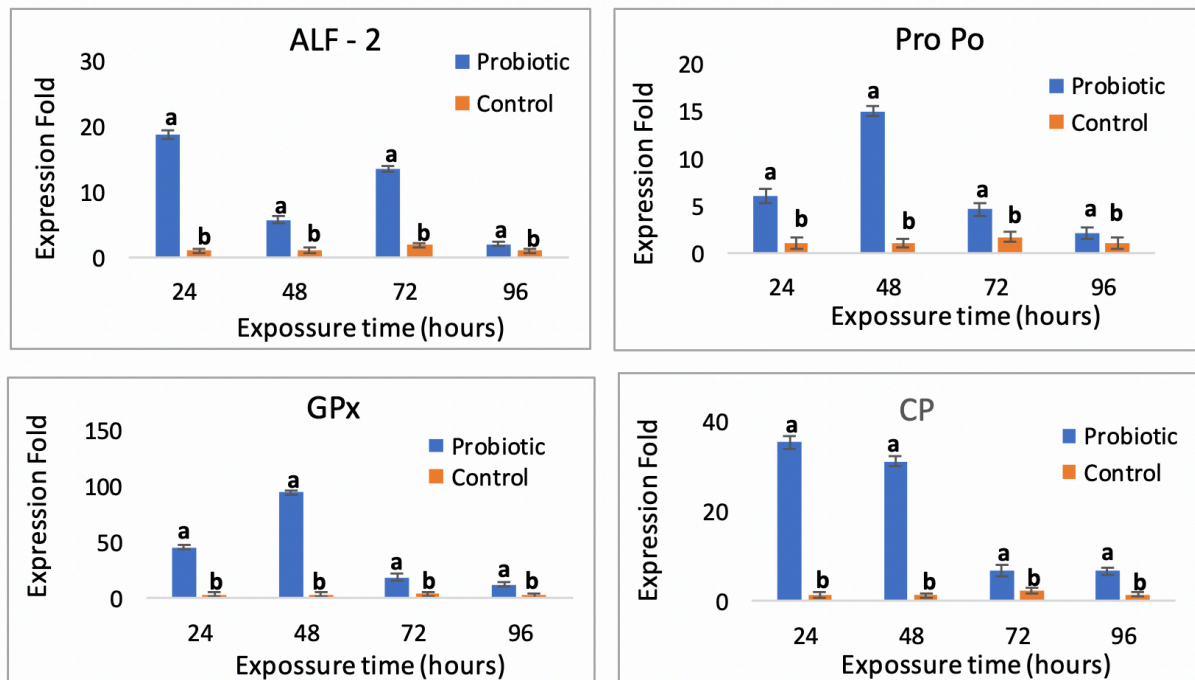 ALF - 2
30
20
10
0
Expression Fold
Probiotic
Control
a
b
a
b
a
b
a
b
24 48 72 96
Expossure time (hours)
Pro Po
20
15
10
5
0
Expression Fold
Probiotic
Control
a
b
a
b
a
b
a
b
24 48 72 96
Expossure time (hours)
GPx
150
100
50
0
Expression Fold
Probiotic
Control
a
b
a
b
a
b
a
b
24 48 72 96
Expossure time (hours)
CP
40
20
0
Expression Fold
Probiotic
Control
a
b
a
b
a
b
a
b
24 48 72 96
Expossure time (hours)